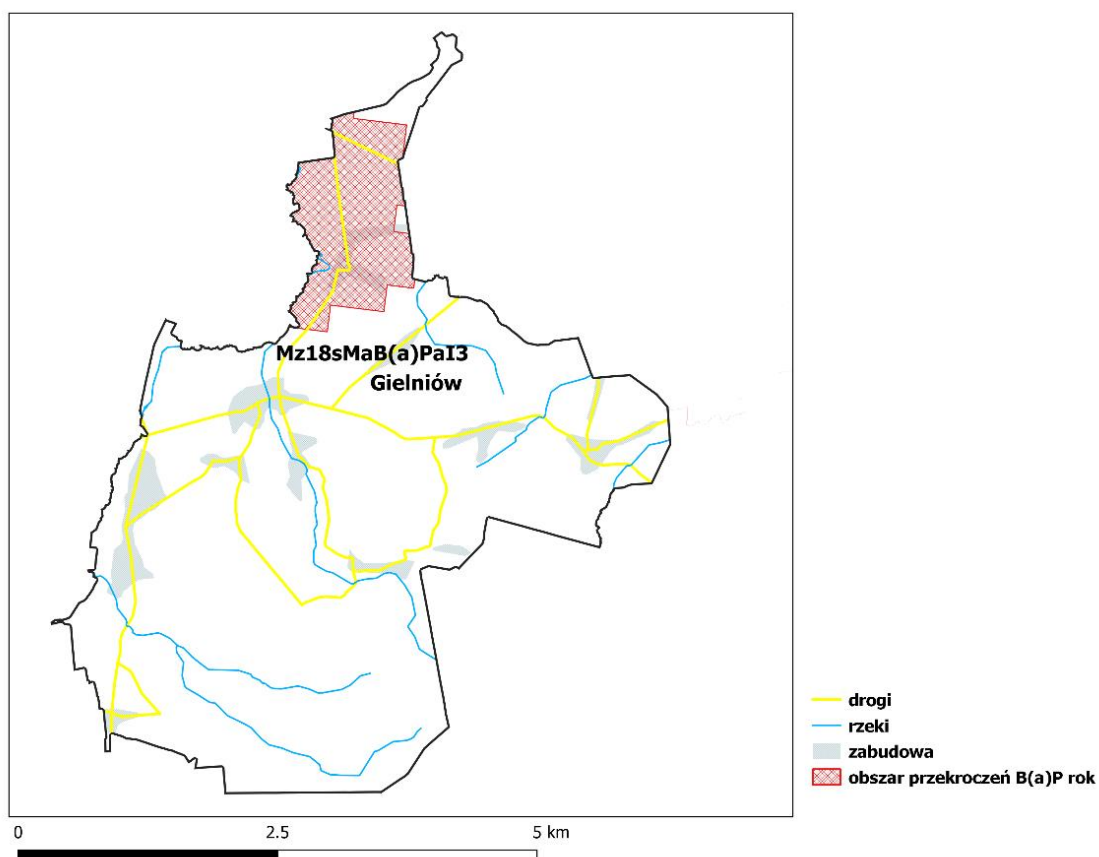 Mz18sMaB(a)PaI3
Gielniów
drogi
rzeki
zabudowa
obszar przekroczeń B(a)P rok
0 2.5 5 km